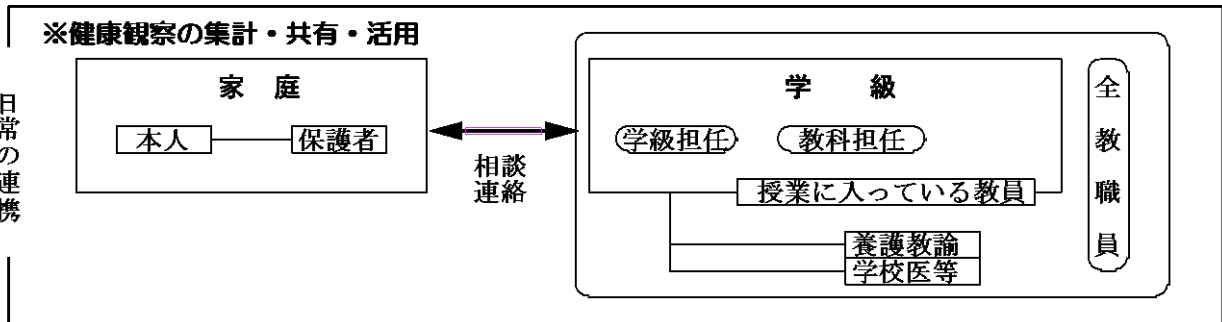 ※健康観察の集計・共有・活用
日常の連携
家庭
本人
保護者
相談
連絡
学級
学級担任
教科担任
授業に入っている教員
養護教諭
学校医等
全教職員